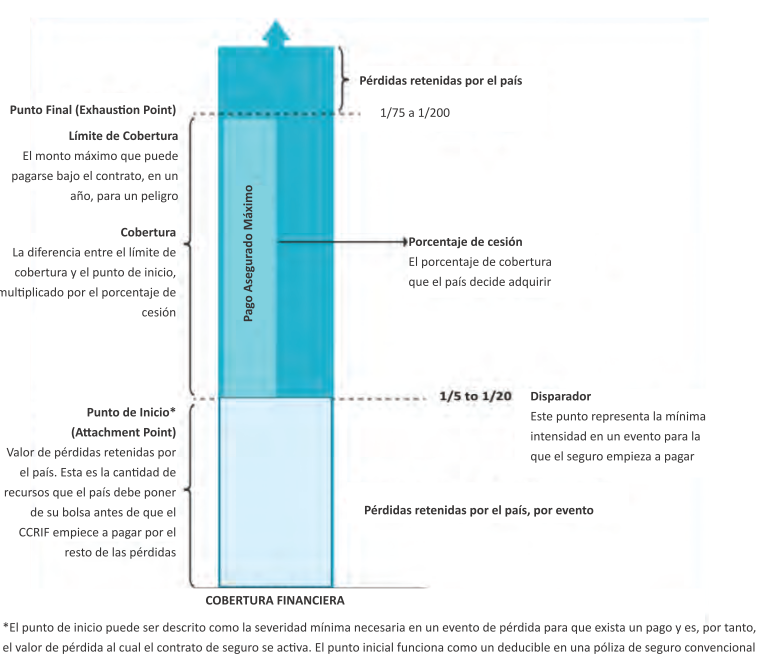 Pérdidas retenidas por el país
Punto Final (Exhaustion Point)
1/75 a 1/200
Límite de Cobertura
El monto máximo que puede
pagarse bajo el contrato, en un
año, para un peligro
Cobertura
La diferencia entre el límite de
cobertura y el punto de inicio,
multiplicado por el porcentaje de
cesión
Pago Asegurado Máximo
Porcentaje de cesión
El porcentaje de cobertura
que el país decide adquirir
1/5 to 1/20
Disparador
Este punto representa la mínima
intensidad en un evento para la
que el seguro empieza a pagar
Punto de Inicio*
(Attachment Point)
Valor de pérdidas retenidas por
el país. Esta es la cantidad de
recursos que el país debe poner
de su bolsa antes de que el
CCRIF empiece a pagar por el
resto de las pérdidas
Pérdidas retenidas por el país, por evento
COBERTURA FINANCIERA
*El punto de inicio puede ser descrito como la severidad mínima necesaria en un evento de pérdida para que exista un pago y es, por tanto,
el valor de pérdida al cual el contrato de seguro se activa. El punto inicial funciona como un deducible en una póliza de seguro convencional